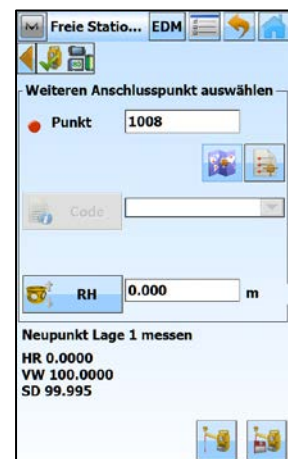 Freie Statio... EDM
Weiteren Anschlusspunkt auswählen
Punkt 1008
Code
RH 0.000 m
Neupunkt Lage 1 messen
HR 0.0000
VW 100.0000
SD 99.995